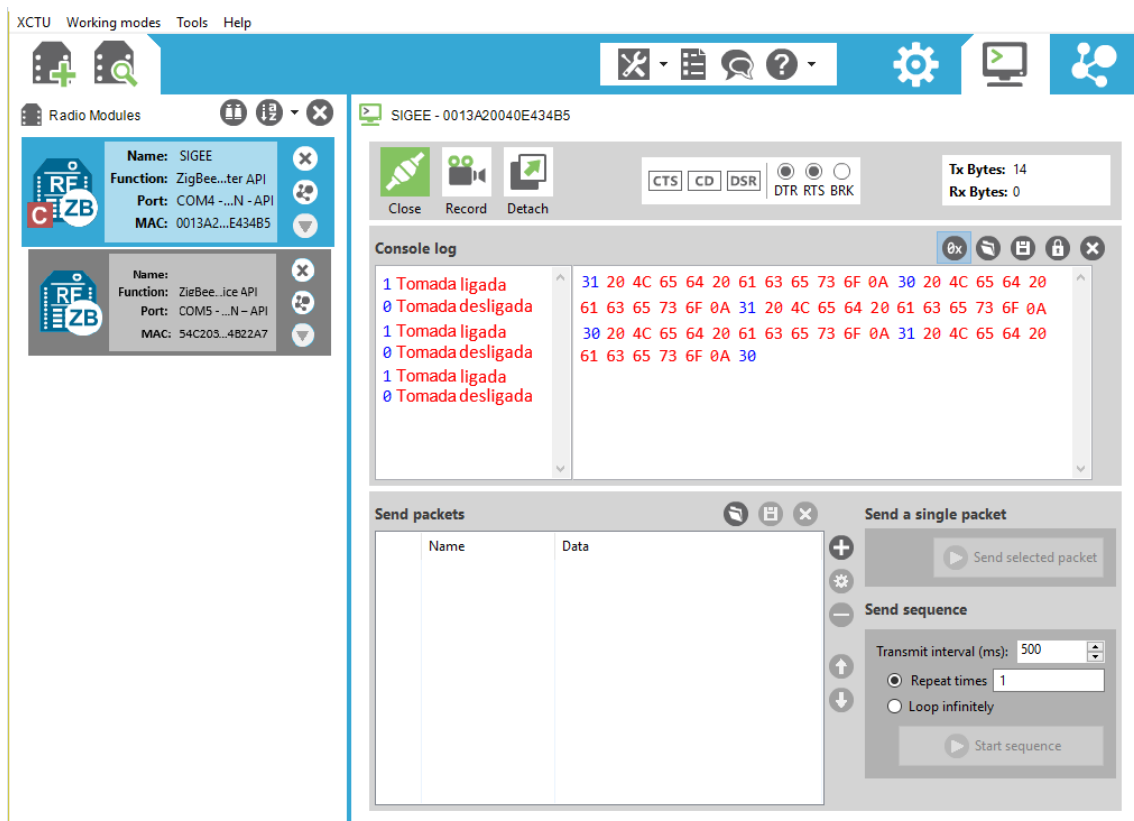 XCTU Working modes Tools Help
Radio Modules
SIGEE - 0013A20040E434B5
Name: SIGEE
Function: ZigBee...ter API
Port: COM4 -...N - API
MAC: 0013A2...E434B5
RF
C ZB
Name:
Function: ZigBee...ice API
Port: COM5 - ...N – API
MAC: 54C203...4B22A7
RF
ZB
Close Record Detach
CTS CD DSR
DTR RTS BRK
Tx Bytes: 14
Rx Bytes: 0
Console log
0x
1 Tomada ligada
0 Tomada desligada
1 Tomada ligada
0 Tomada desligada
1 Tomada ligada
0 Tomada desligada
31 20 4C 65 64 20 61 63 65 73 6F 0A 30 20 4C 65 64 20
61 63 65 73 6F 0A 31 20 4C 65 64 20 61 63 65 73 6F 0A
30 20 4C 65 64 20 61 63 65 73 6F 0A 31 20 4C 65 64 20
61 63 65 73 6F 0A 30
Send packets
Name Data
Send a single packet
Send selected packet
Send sequence
Transmit interval (ms): 500
Repeat times 1
Loop infinitely
Start sequence